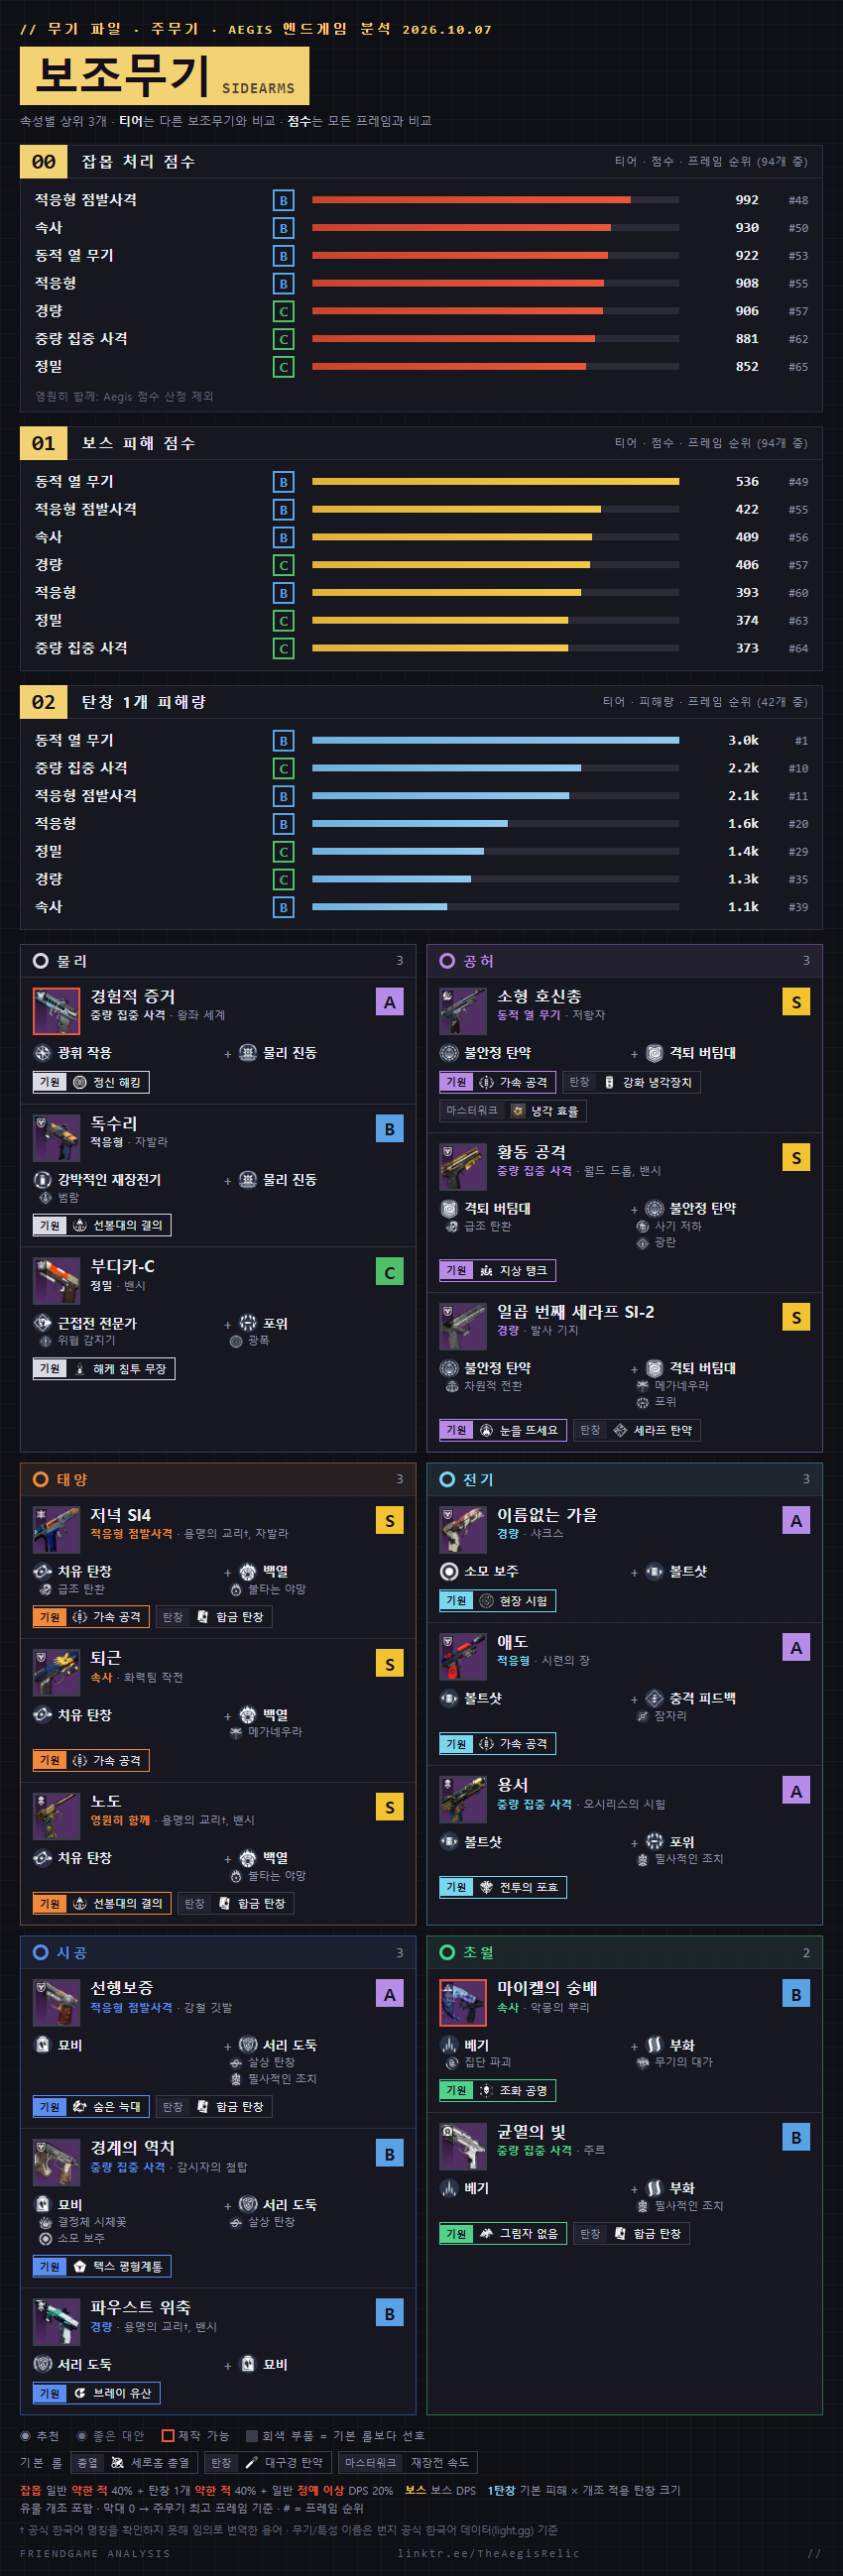 // 무기 파일 · 주무기 · AEGIS 엔드게임 분석 2026.10.07
보조무기 SIDEARMS
속성별 상위 3개 · 티어는 다른 보조무기와 비교 · 점수는 모든 프레임과 비교
00 잡몹 처리 점수 티어 · 점수 · 프레임 순위 (94개 중)
적응형 점발사격 B 992 #48
속사 B 930 #50
동적 열 무기 B 922 #53
적응형 B 908 #55
경량 C 906 #57
중량 집중 사격 C 881 #62
정밀 C 852 #65
영원히 함께: Aegis 점수 산정 제외
01 보스 피해 점수 티어 · 점수 · 프레임 순위 (94개 중)
동적 열 무기 B 536 #49
적응형 점발사격 B 422 #55
속사 B 409 #56
경량 C 406 #57
적응형 B 393 #60
정밀 C 374 #63
중량 집중 사격 C 373 #64
02 탄창 1개 피해량 티어 · 피해량 · 프레임 순위 (42개 중)
동적 열 무기 B 3.0k #1
중량 집중 사격 C 2.2k #10
적응형 점발사격 B 2.1k #11
적응형 B 1.6k #20
정밀 C 1.4k #29
경량 C 1.3k #35
속사 B 1.1k #39
물리 3
경험적 증거 A
중량 집중 사격 · 왕좌 세계
광휘 작용 + 물리 진동
기원 정신 해킹
독수리 B
적응형 · 자발라
강박적인 재장전기 + 물리 진동
범람
기원 선봉대의 결의
부디카-C C
정밀 · 밴시
근접전 전문가 + 포위
위협 감지기 광폭
기원 해케 침투 무장
공허 3
소형 호신총 S
동적 열 무기 · 저항자
불안정 탄약 + 격퇴 버팀대
기원 가속 공격 탄창 강화 냉각장치
마스터워크 냉각 효율
황동 공격 S
중량 집중 사격 · 월드 드롭, 밴시
격퇴 버팀대 + 불안정 탄약
급조 탄환 사기 저하
광란
기원 지상 탱크
일곱 번째 세라프 SI-2 S
경량 · 발사 기지
불안정 탄약 + 격퇴 버팀대
차원적 전환 메가네우라
포위
기원 눈을 뜨세요 탄창 세라프 탄약
태양 3
저녁 SI4 S
적응형 점발사격 · 용맹의 교리†, 자발라
치유 탄창 + 백열
급조 탄환 불타는 야망
기원 가속 공격 탄창 합금 탄창
퇴근 S
속사 · 화력팀 작전
치유 탄창 + 백열
메가네우라
기원 가속 공격
노도 S
영원히 함께 · 용맹의 교리†, 밴시
치유 탄창 + 백열
불타는 야망
기원 선봉대의 결의 탄창 합금 탄창
전기 3
이름없는 가을 A
경량 · 샤크스
소모 보주 + 볼트샷
기원 현장 시험
애도 A
적응형 · 시련의 장
볼트샷 + 충격 피드백
잠자리
기원 가속 공격
용서 A
중량 집중 사격 · 오시리스의 시험
볼트샷 + 포위
필사적인 조치
기원 전투의 포효
시공 3
선행보증 A
적응형 점발사격 · 강철 깃발
묘비 + 서리 도둑
살상 탄창
필사적인 조치
기원 숨은 늑대 탄창 합금 탄창
경계의 역치 B
중량 집중 사격 · 감시자의 첨탑
묘비 + 서리 도둑
결정체 시체꽃 살상 탄창
소모 보주
기원 텍스 평형계통
파우스트 위축 B
경량 · 용맹의 교리†, 밴시
서리 도둑 + 묘비
기원 브레이 유산
초월 2
마이켈의 숭배 B
속사 · 악몽의 뿌리
베기 + 부화
집단 파괴 무기의 대가
기원 조화 공명
균열의 빛 B
중량 집중 사격 · 주르
베기 + 부화
필사적인 조치
기원 그림자 없음 탄창 합금 탄창
추천 좋은 대안 제작 가능 회색 부품 = 기본 롤보다 선호
기본 롤 총열 세로홈 총열 탄창 대구경 탄약 마스터워크 재장전 속도
잡몹 일반 약한 적 40% + 탄창 1개 약한 적 40% + 일반 정예 이상 DPS 20% 보스 보스 DPS 1탄창 기본 피해 × 개조 적용 탄창 크기
유물 개조 포함 · 막대 0 → 주무기 최고 프레임 기준 · # = 프레임 순위
† 공식 한국어 명칭을 확인하지 못해 임의로 번역한 용어 · 무기/특성 이름은 번지 공식 한국어 데이터(light.gg) 기준
FRIENDGAME ANALYSIS linktr.ee/TheAegisRelic //